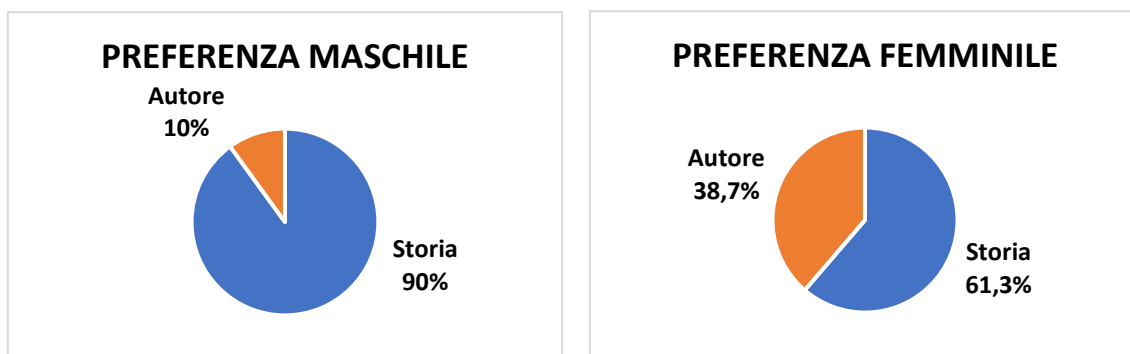 PREFERENZA MASCHILE
Autore
10%
Storia
90%
PREFERENZA FEMMINILE
Autore
38,7%
Storia
61,3%